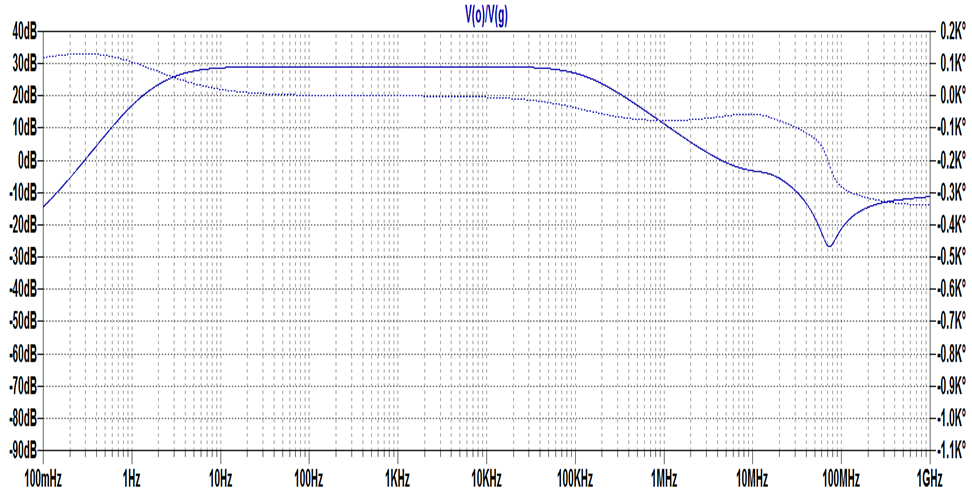 V(o)/V(g)
40dB
30dB
20dB
10dB
0dB
-10dB
-20dB
-30dB
-40dB
-50dB
-60dB
-70dB
-80dB
-90dB
0.2K°
0.1K°
0.0K°
-0.1K°
-0.2K°
-0.3K°
-0.4K°
-0.5K°
-0.6K°
-0.7K°
-0.8K°
-0.9K°
-1.0K°
-1.1K°
100mHz 1Hz 10Hz 100Hz 1KHz 10KHz 100KHz 1MHz 10MHz 100MHz 1GHz